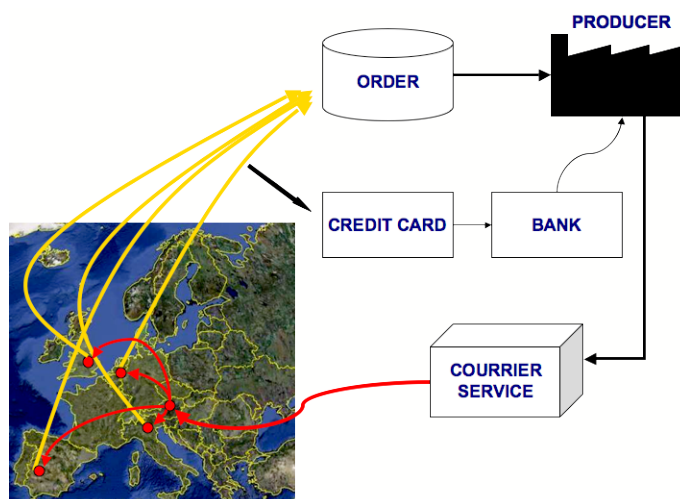 PRODUCER
ORDER
CREDIT CARD
BANK
COURRIER
SERVICE